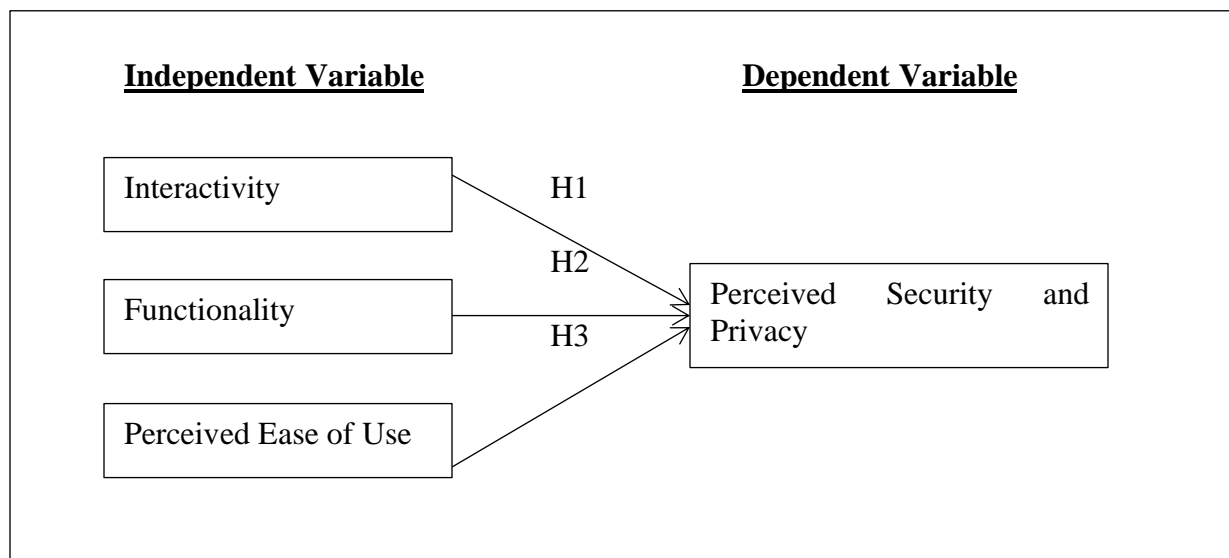 Independent Variable
Dependent Variable
Interactivity
H1
H2
Functionality
Perceived Security and
Privacy
H3
Perceived Ease of Use